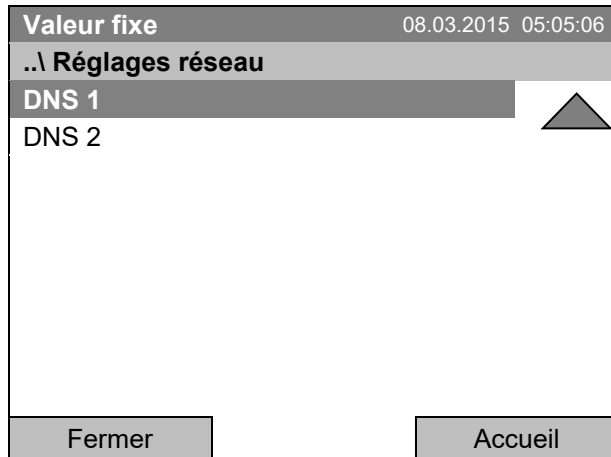 Valeur fixe 08.03.2015 05:05:06
..\ Réglages réseau
DNS 1
DNS 2
Fermer Accueil